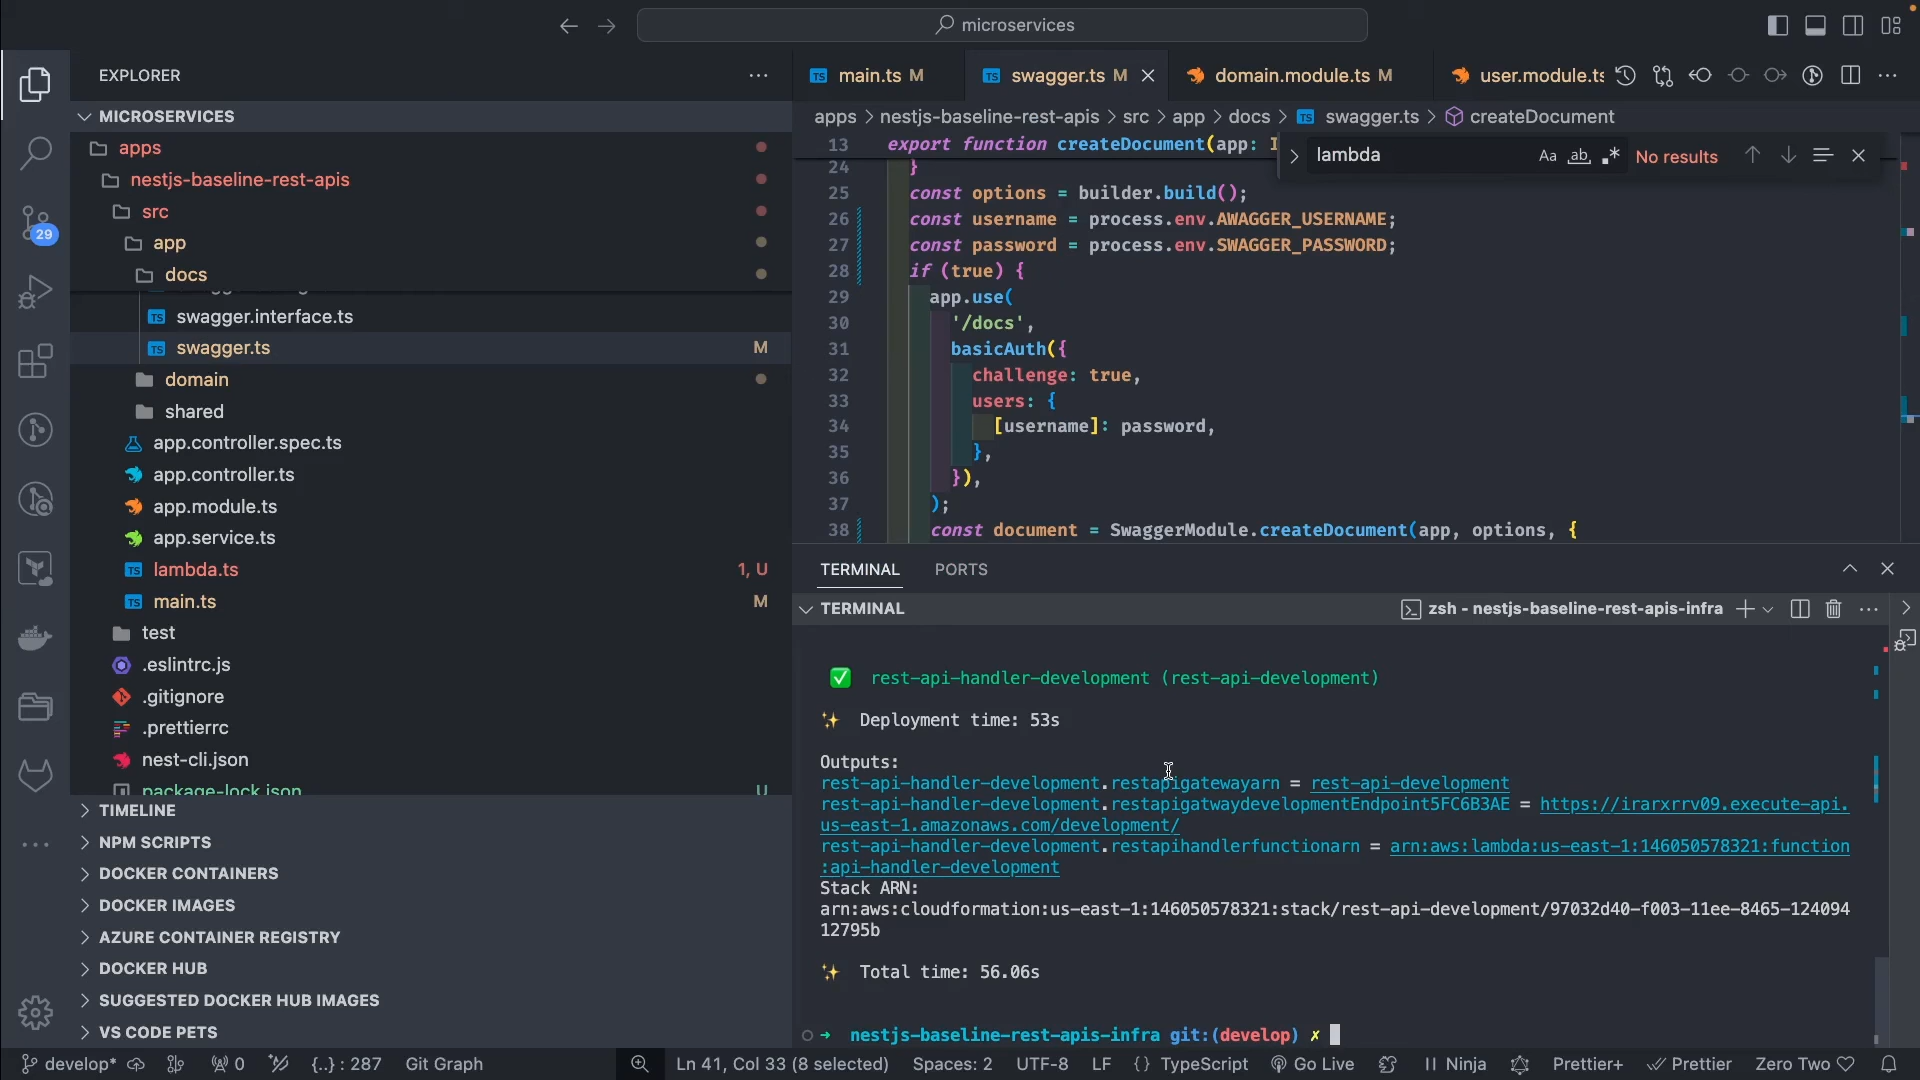 microservices
EXPLORER
MICROSERVICES
apps
nestjs-baseline-rest-apis
src
app
docs
swagger.interface.ts
swagger.ts M
domain
shared
app.controller.spec.ts
app.controller.ts
app.module.ts
app.service.ts
lambda.ts 1, U
main.ts M
test
.eslintrc.js
.gitignore
.prettierrc
nest-cli.json
package-lock.json U
TIMELINE
NPM SCRIPTS
DOCKER CONTAINERS
DOCKER IMAGES
AZURE CONTAINER REGISTRY
DOCKER HUB
SUGGESTED DOCKER HUB IMAGES
VS CODE PETS
29
main.ts M
swagger.ts M
domain.module.ts M
user.module.ts
apps > nestjs-baseline-rest-apis > src > app > docs > swagger.ts > createDocument
lambda
Aa ab .* No results
13 export function createDocument(app: I
24 }
25 const options = builder.build();
26 const username = process.env.AWAGGER_USERNAME;
27 const password = process.env.SWAGGER_PASSWORD;
28 if (true) {
29 app.use(
30 '/docs',
31 basicAuth({
32 challenge: true,
33 users: {
34 [username]: password,
35 },
36 }),
37 );
38 const document = SwaggerModule.createDocument(app, options, {
TERMINAL PORTS
TERMINAL
zsh - nestjs-baseline-rest-apis-infra
✅ rest-api-handler-development (rest-api-development)
✨ Deployment time: 53s
Outputs:
rest-api-handler-development.restapigatewayarn = rest-api-development
rest-api-handler-development.restapigatwaydevelopmentEndpoint5FC6B3AE = https://irarxrrv09.execute-api.
us-east-1.amazonaws.com/development/
rest-api-handler-development.restapihandlerfunctionarn = arn:aws:lambda:us-east-1:146050578321:function
:api-handler-development
Stack ARN:
arn:aws:cloudformation:us-east-1:146050578321:stack/rest-api-development/97032d40-f003-11ee-8465-124094
12795b
✨ Total time: 56.06s
→ nestjs-baseline-rest-apis-infra git:(develop) ✗
develop* 0 {..} : 287 Git Graph Ln 41, Col 33 (8 selected) Spaces: 2 UTF-8 LF {} TypeScript Go Live Ninja Prettier+ Prettier Zero Two